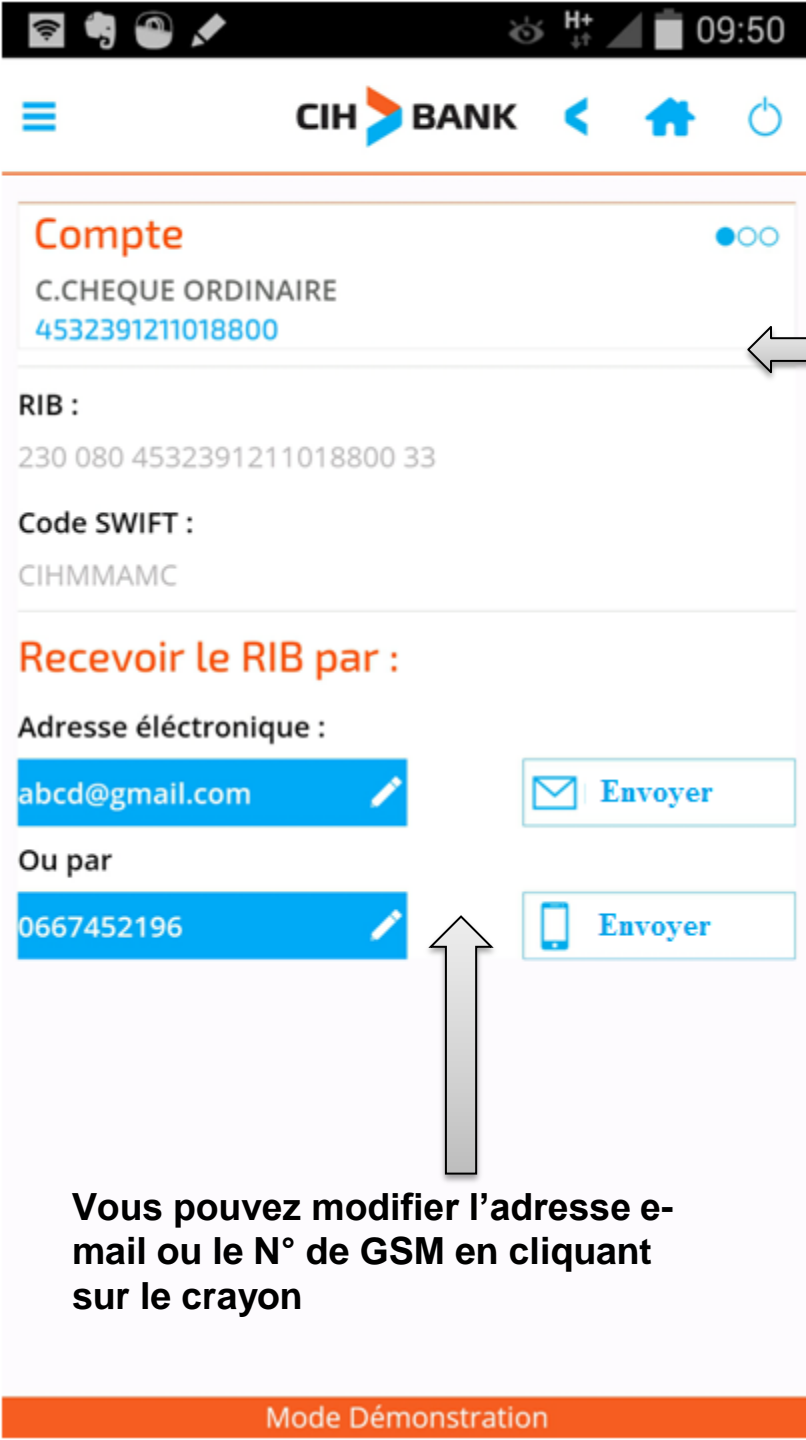 H+ 09:50
CIH BANK
Compte
C.CHEQUE ORDINAIRE
4532391211018800
RIB :
230 080 4532391211018800 33
Code SWIFT :
CIHMMAMC
Recevoir le RIB par :
Adresse éléctronique :
abcd@gmail.com Envoyer
Ou par
0667452196 Envoyer
Vous pouvez modifier l’adresse e-
mail ou le N° de GSM en cliquant
sur le crayon
Mode Démonstration